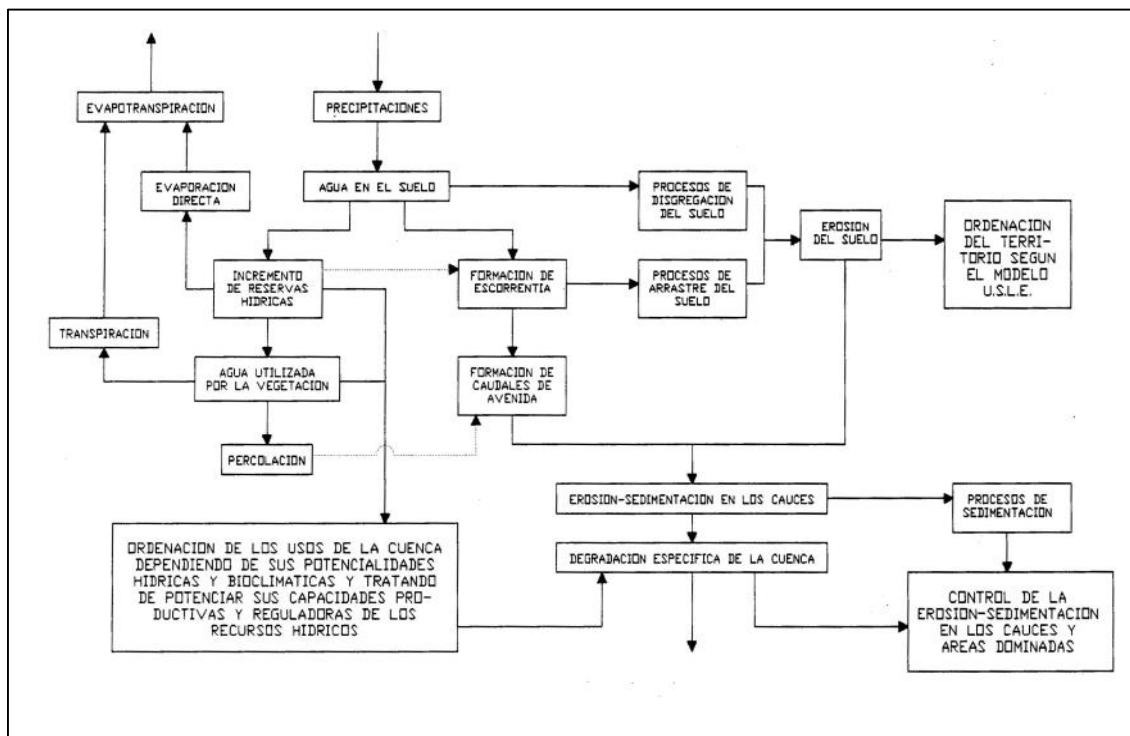 EVAPOTRANSPIRACION
PRECIPITACIONES
AGUA EN EL SUELO
EVAPORACION
DIRECTA
PROCESOS DE
DISGREGACION
DEL SUELO
EROSION
DEL SUELO
ORDENACION
DEL TERRI-
TORIO SEGUN
EL MODELO
U.S.L.E.
INCREMENTO
DE RESERVAS
HIDRICAS
FORMACION DE
ESCORRENTIA
PROCESOS DE
ARRASTRE DEL
SUELO
TRANSPIRACION
AGUA UTILIZADA
POR LA VEGETACION
FORMACION DE
CAUDALES DE
AVENIDA
PERCOLACION
EROSION-SEDIMENTACION EN LOS CAUCES
PROCESOS DE
SEDIMENTACION
ORDENACION DE LOS USOS DE LA CUENCA
DEPENDIENDO DE SUS POTENCIALIDADES
HIDRICAS Y BIOCLIMATICAS Y TRATANDO
DE POTENCIAR SUS CAPACIDADES PRO-
DUCTIVAS Y REGULADORAS DE LOS
RECURSOS HIDRICOS
DEGRADACION ESPECIFICA DE LA CUENCA
CONTROL DE LA
EROSION-SEDIMENTACION
EN LOS CAUCES Y
AREAS DOMINADAS